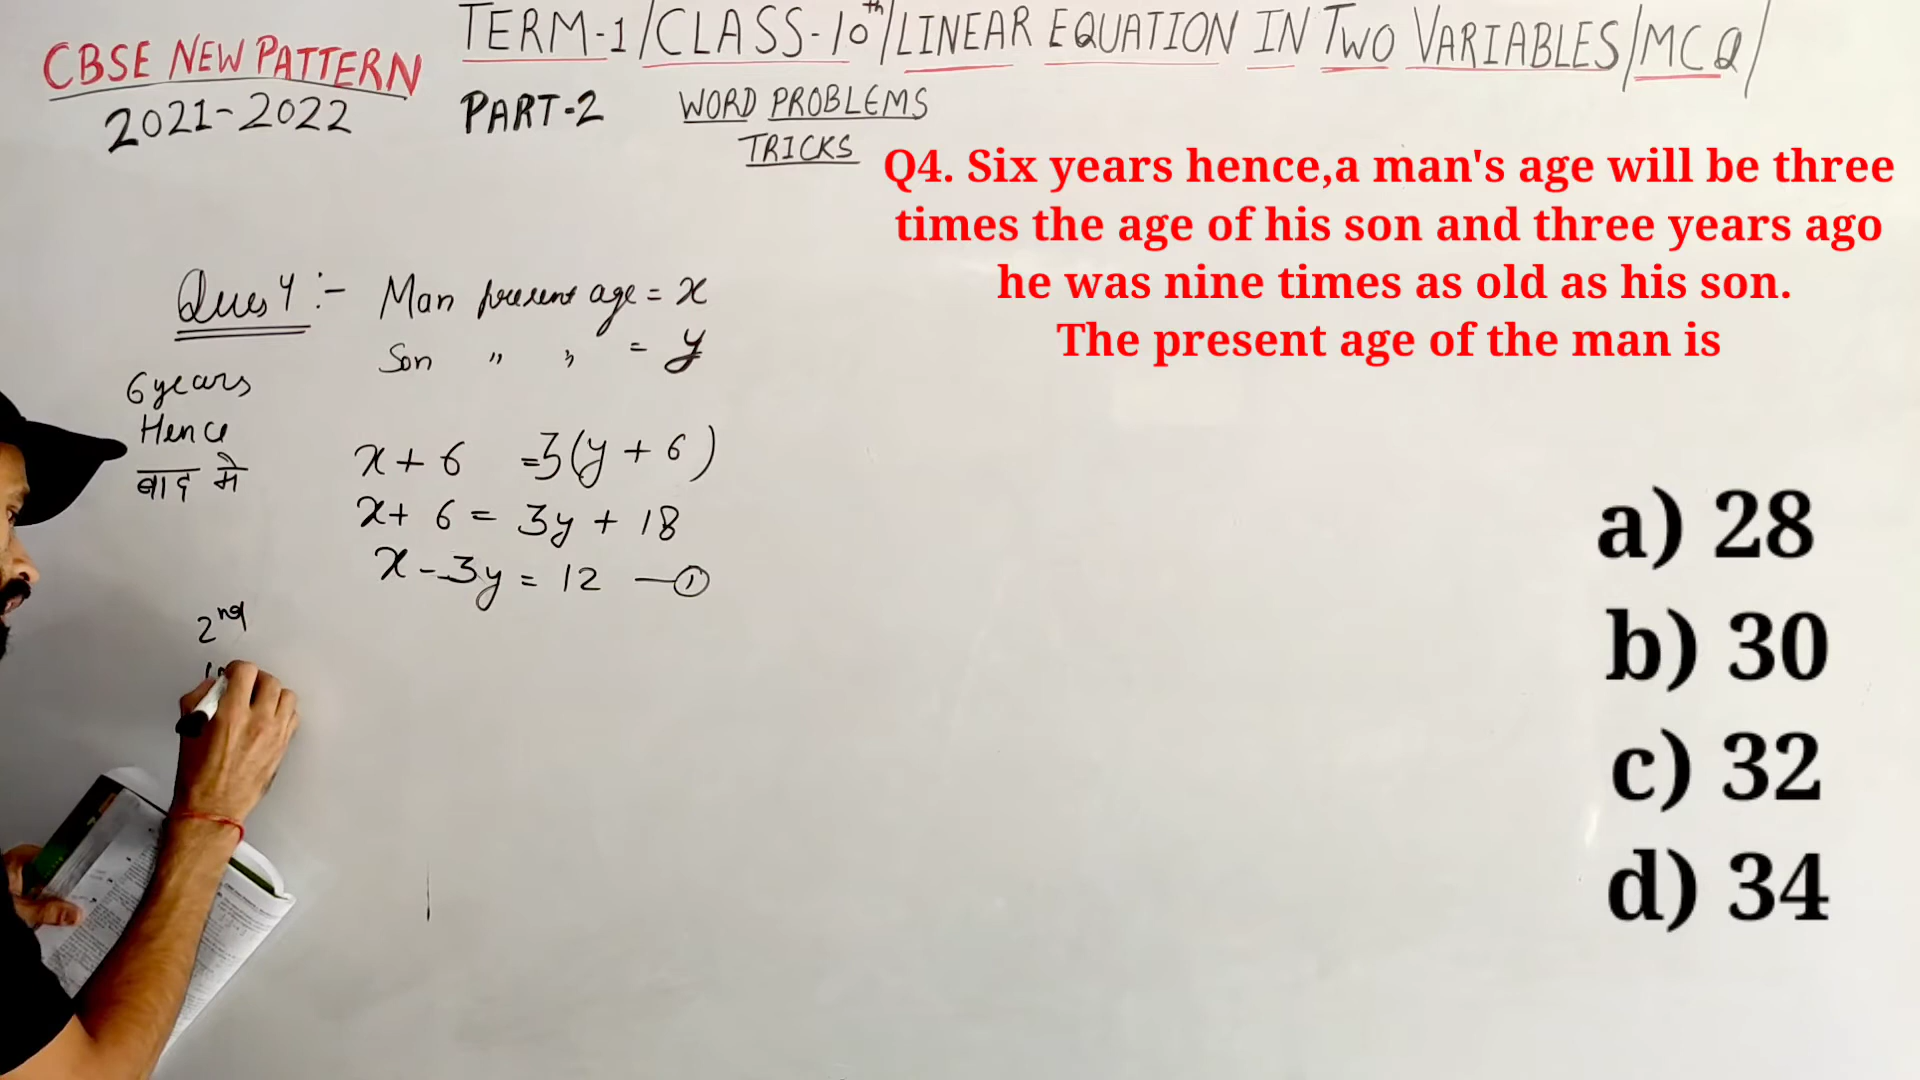 CBSE NEW PATTERN
2021-2022
TERM-1/CLASS-10th/LINEAR EQUATION IN TWO VARIABLES/MCQ/
PART-2 WORD PROBLEMS
TRICKS
Q4. Six years hence,a man's age will be three
times the age of his son and three years ago
he was nine times as old as his son.
The present age of the man is
Ques 4 :- Man present age = x
Son " " = y
6 years
Hence
बाद में
x + 6 =3(y + 6)
x + 6 = 3y + 18
x - 3y = 12 —①
2nd
a) 28
b) 30
c) 32
d) 34